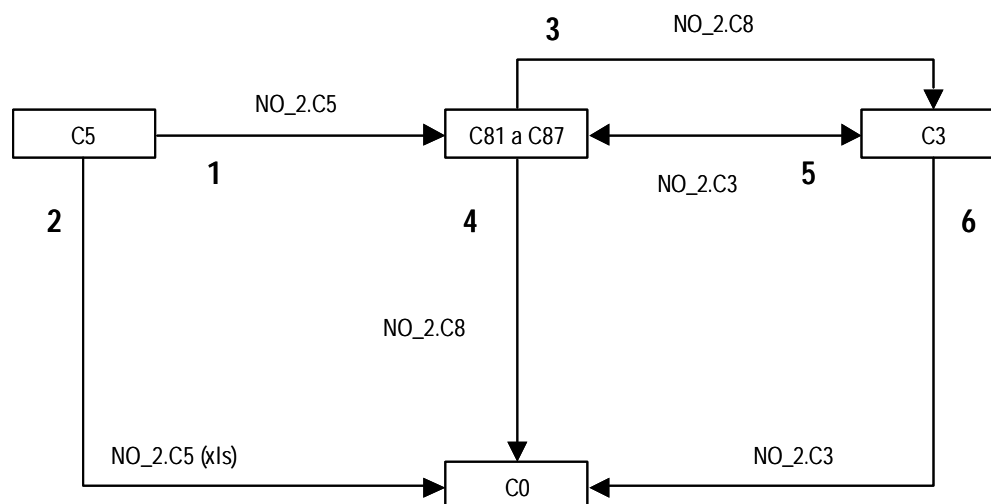 3
NO_2.C8
NO_2.C5
C5
C81 a C87
C3
1
NO_2.C3
5
2
4
6
NO_2.C8
NO_2.C5 (xls)
NO_2.C3
C0